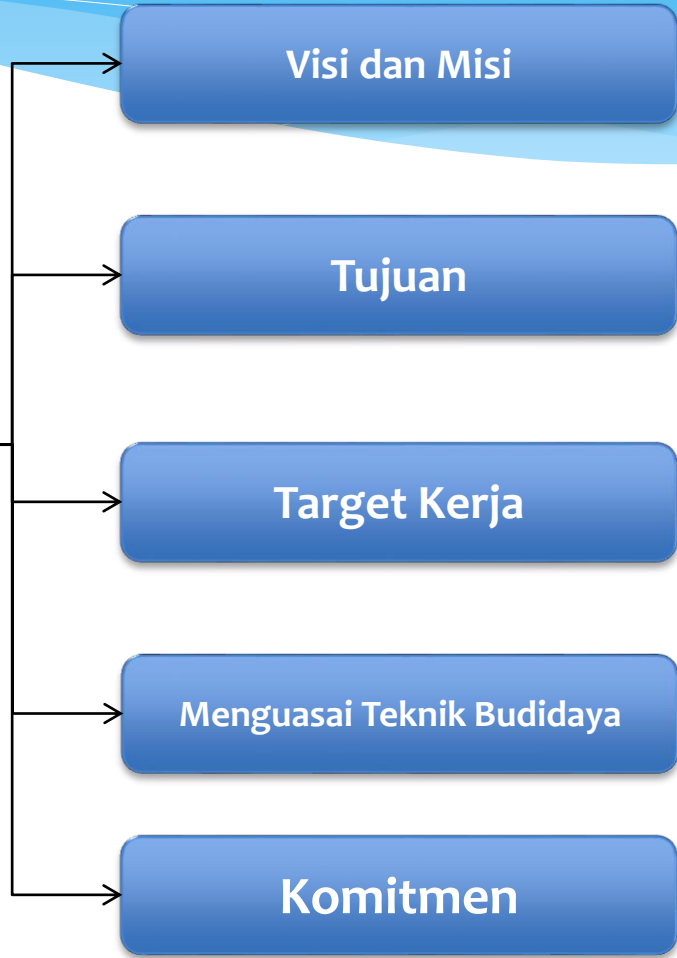 Visi dan Misi
Tujuan
Target Kerja
Menguasai Teknik Budidaya
Komitmen